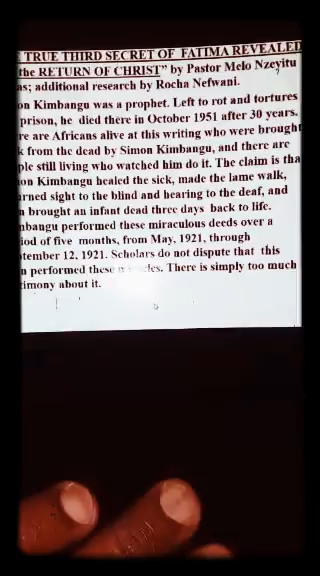 TRUE THIRD SECRET OF FATIMA REVEALED
the RETURN OF CHRIST" by Pastor Melo Nzeyitu
as; additional research by Rocha Nefwani.
on Kimbangu was a prophet. Left to rot and tortures
prison, he died there in October 1951 after 30 years.
re are Africans alive at this writing who were brought
k from the dead by Simon Kimbangu, and there are
ple still living who watched him do it. The claim is tha
on Kimbangu healed the sick, made the lame walk,
urned sight to the blind and hearing to the deaf, and
n brought an infant dead three days back to life.
mbangu performed these miraculous deeds over a
iod of five months, from May, 1921, through
tember 12, 1921. Scholars do not dispute that this
n performed these There is simply too much
timony about it.